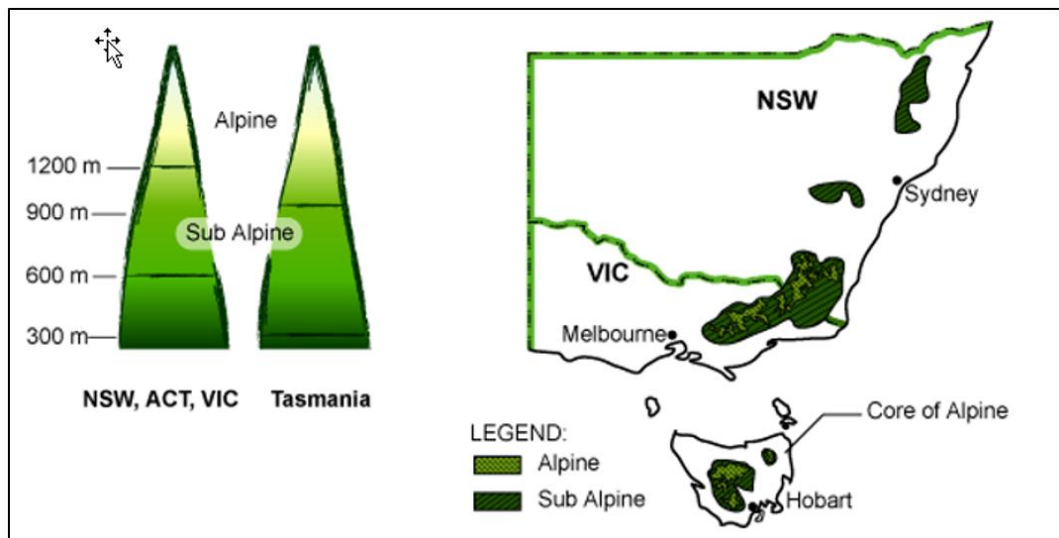 Alpine
1200 m
900 m
Sub Alpine
600 m
300 m
NSW, ACT, VIC
Tasmania
NSW
Sydney
VIC
Melbourne
Core of Alpine
LEGEND:
Alpine
Sub Alpine
Hobart